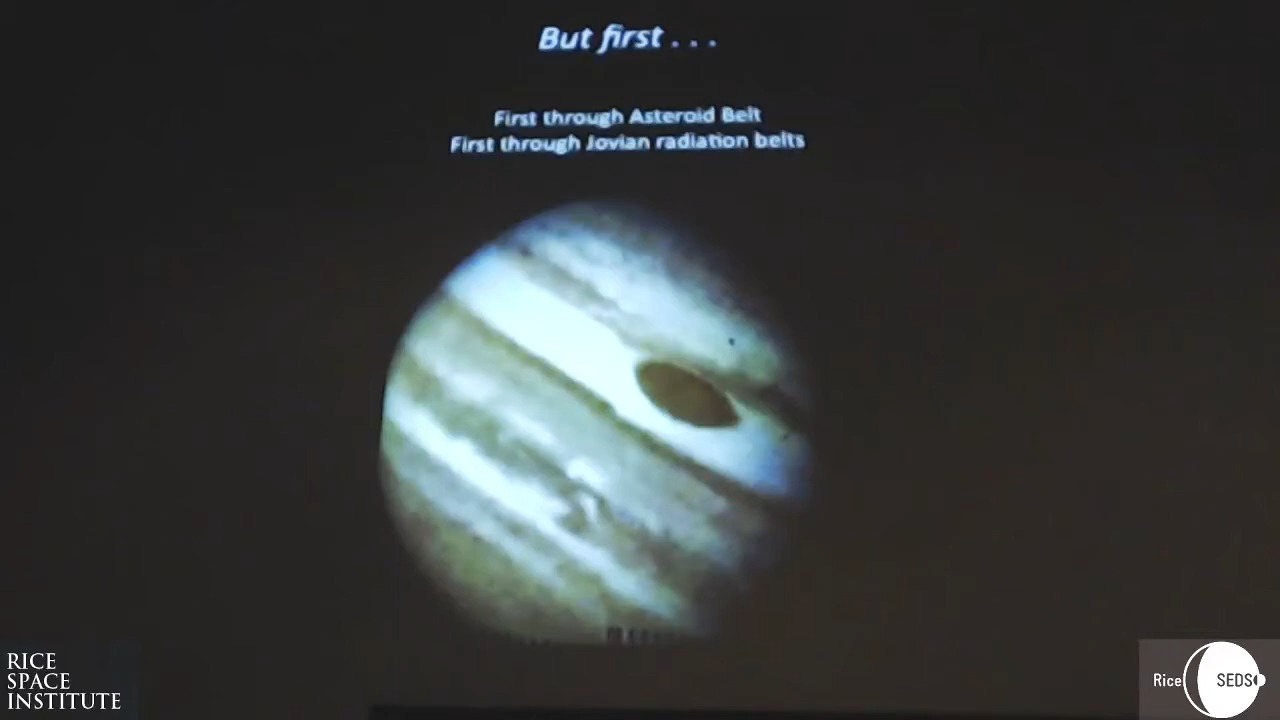 But first . . .
First through Asteroid Belt
First through Jovian radiation belts
RICE
SPACE
INSTITUTE
Rice SEDS